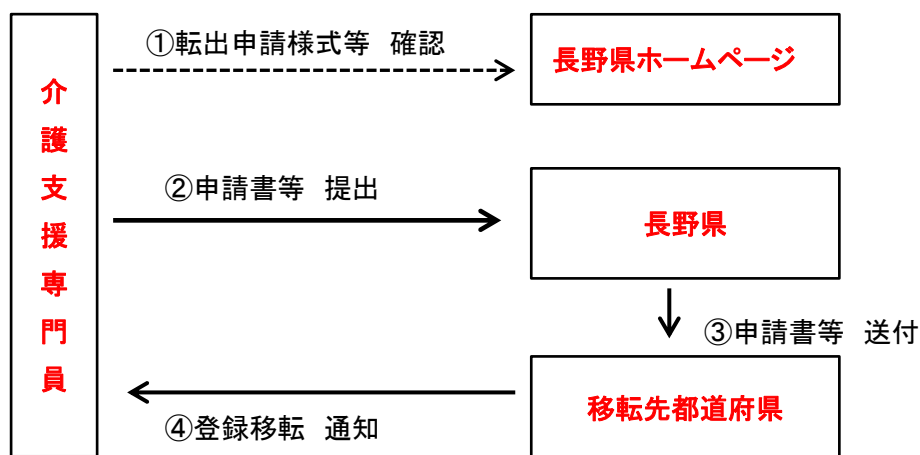 介護支援専門員
①転出申請様式等　確認
長野県ホームページ
②申請書等　提出
長野県
③申請書等　送付
移転先都道府県
④登録移転　通知